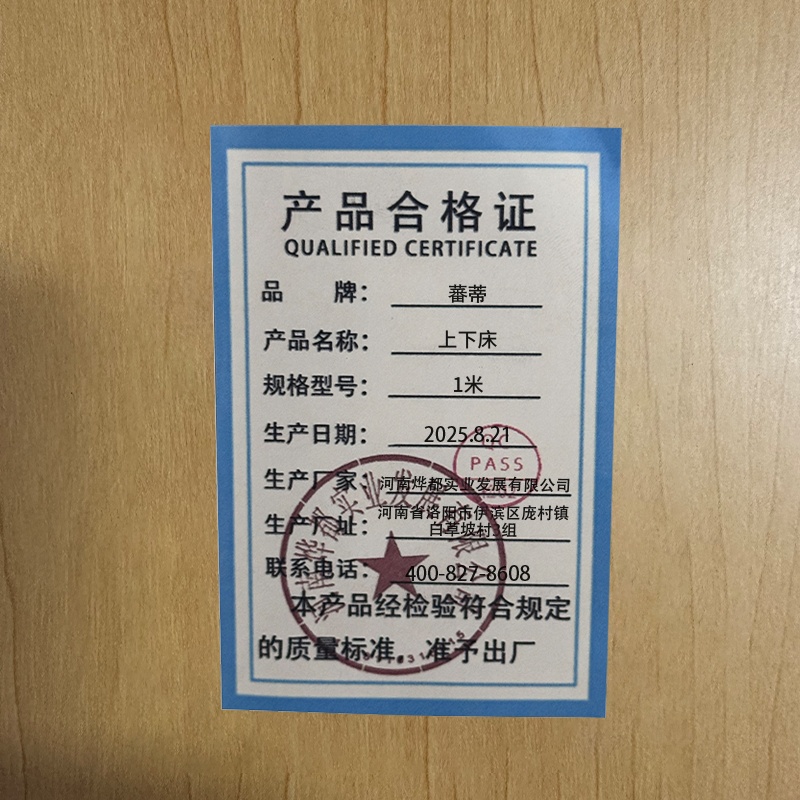 产品合格证
QUALIFIED CERTIFICATE
品 牌： 蕃蒂
产品名称： 上下床
规格型号： 1米
生产日期： 2025.8.21
PASS
生产厂家： 河南烨都实业发展有限公司
生产厂址： 河南省洛阳市伊滨区庞村镇
白草坡村3组
联系电话： 400-827-8608
本产品经检验符合规定
的质量标准，准予出厂